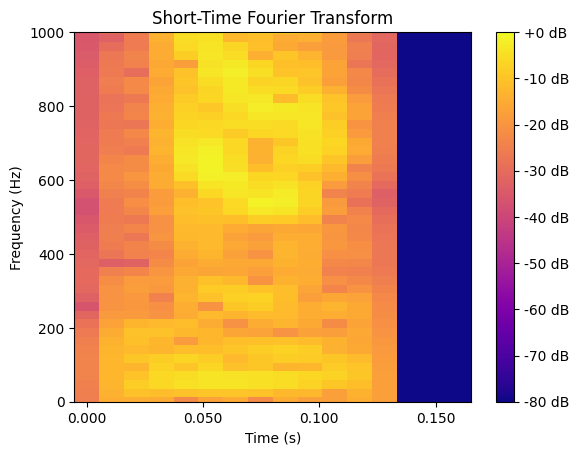 Short-Time Fourier Transform
1000
800
600
400
200
0
Frequency (Hz)
0.000
0.050
0.100
0.150
Time (s)
+0 dB
-10 dB
-20 dB
-30 dB
-40 dB
-50 dB
-60 dB
-70 dB
-80 dB